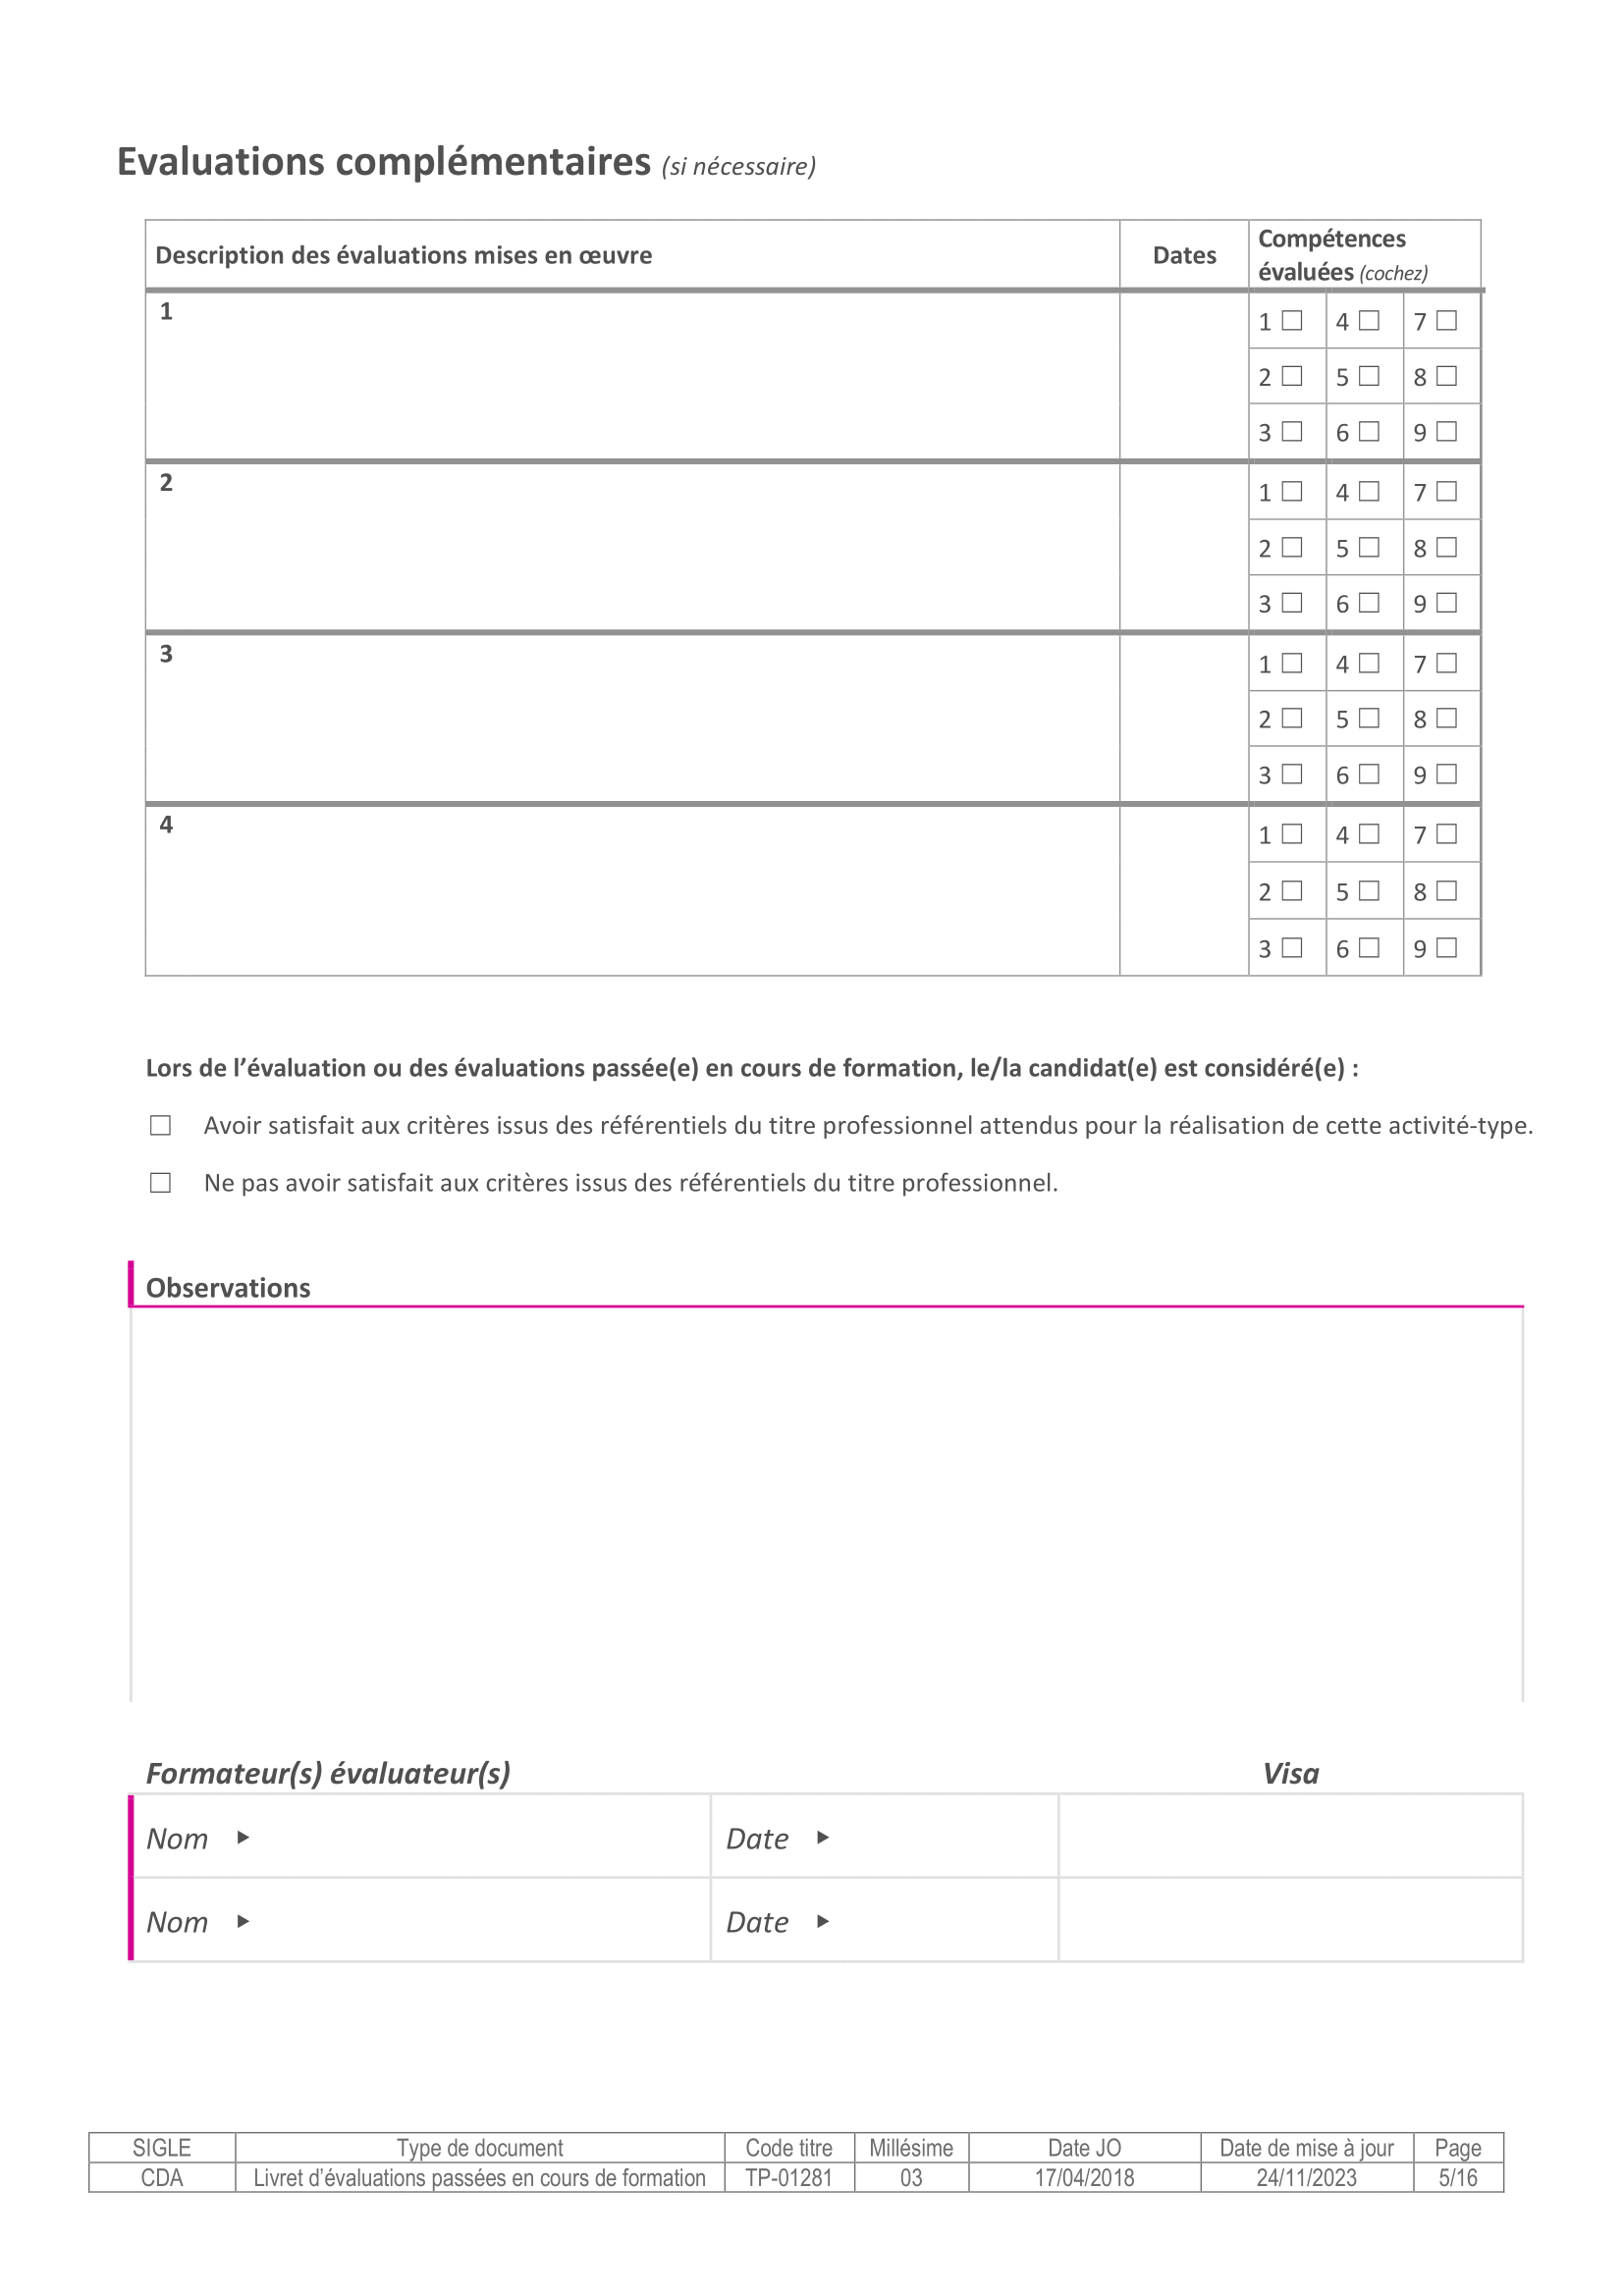 Evaluations complémentaires (si nécessaire)
Description des évaluations mises en œuvre Dates Compétences
évaluées (cochez)
1
1 ☐ 4 ☐ 7 ☐
2 ☐ 5 ☐ 8 ☐
3 ☐ 6 ☐ 9 ☐
2
1 ☐ 4 ☐ 7 ☐
2 ☐ 5 ☐ 8 ☐
3 ☐ 6 ☐ 9 ☐
3
1 ☐ 4 ☐ 7 ☐
2 ☐ 5 ☐ 8 ☐
3 ☐ 6 ☐ 9 ☐
4
1 ☐ 4 ☐ 7 ☐
2 ☐ 5 ☐ 8 ☐
3 ☐ 6 ☐ 9 ☐
Lors de l’évaluation ou des évaluations passée(e) en cours de formation, le/la candidat(e) est considéré(e) :
☐ Avoir satisfait aux critères issus des référentiels du titre professionnel attendus pour la réalisation de cette activité-type.
☐ Ne pas avoir satisfait aux critères issus des référentiels du titre professionnel.
Observations
Formateur(s) évaluateur(s) Visa
Nom ▶ Date ▶
Nom ▶ Date ▶
SIGLE Type de document Code titre Millésime Date JO Date de mise à jour Page
CDA Livret d’évaluations passées en cours de formation TP-01281 03 17/04/2018 24/11/2023 5/16